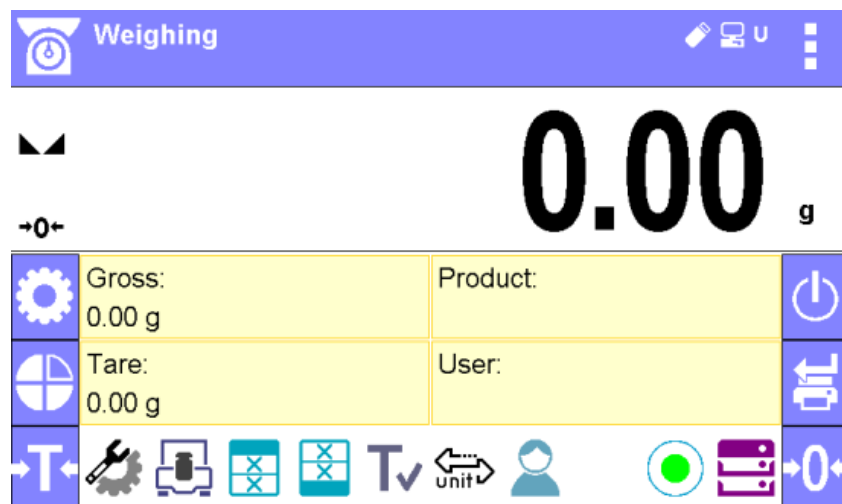 Weighing
U
0.00
g
→0←
Gross:
0.00 g
Product:
Tare:
0.00 g
User:
→T←
T
unit
→0←